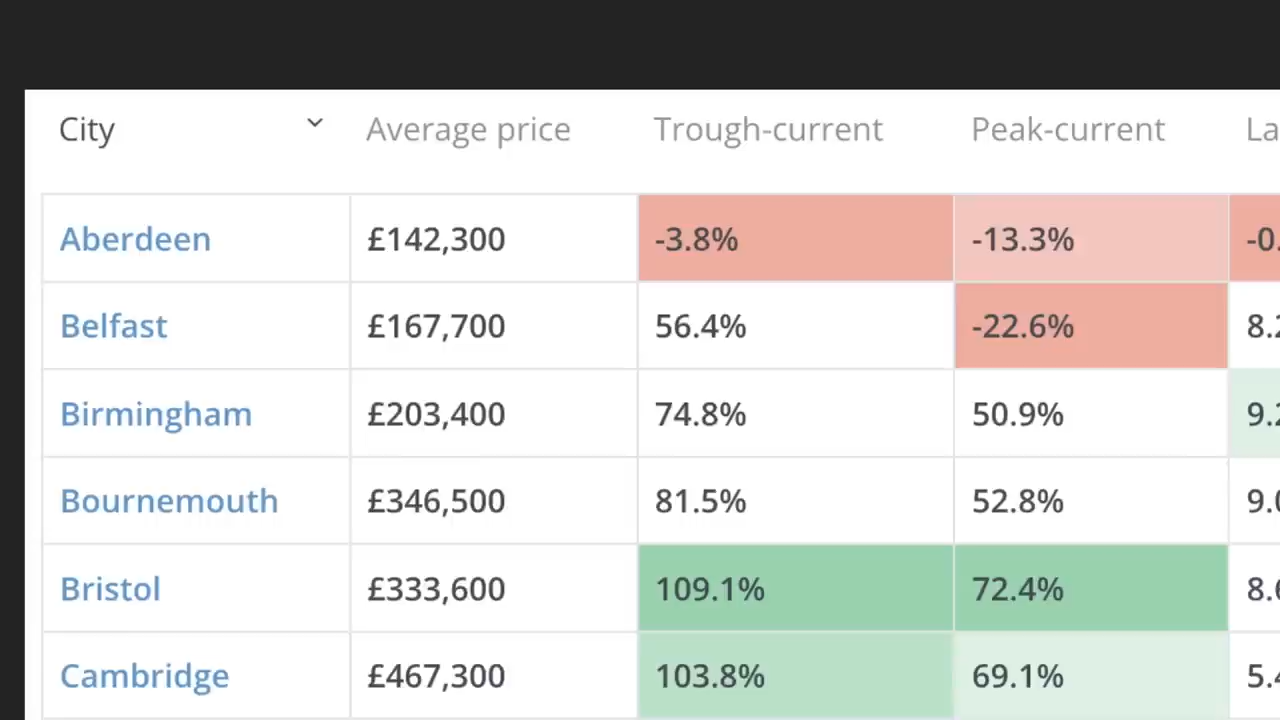 City Average price Trough-current Peak-current
Aberdeen £142,300 -3.8% -13.3%
Belfast £167,700 56.4% -22.6%
Birmingham £203,400 74.8% 50.9%
Bournemouth £346,500 81.5% 52.8%
Bristol £333,600 109.1% 72.4%
Cambridge £467,300 103.8% 69.1%